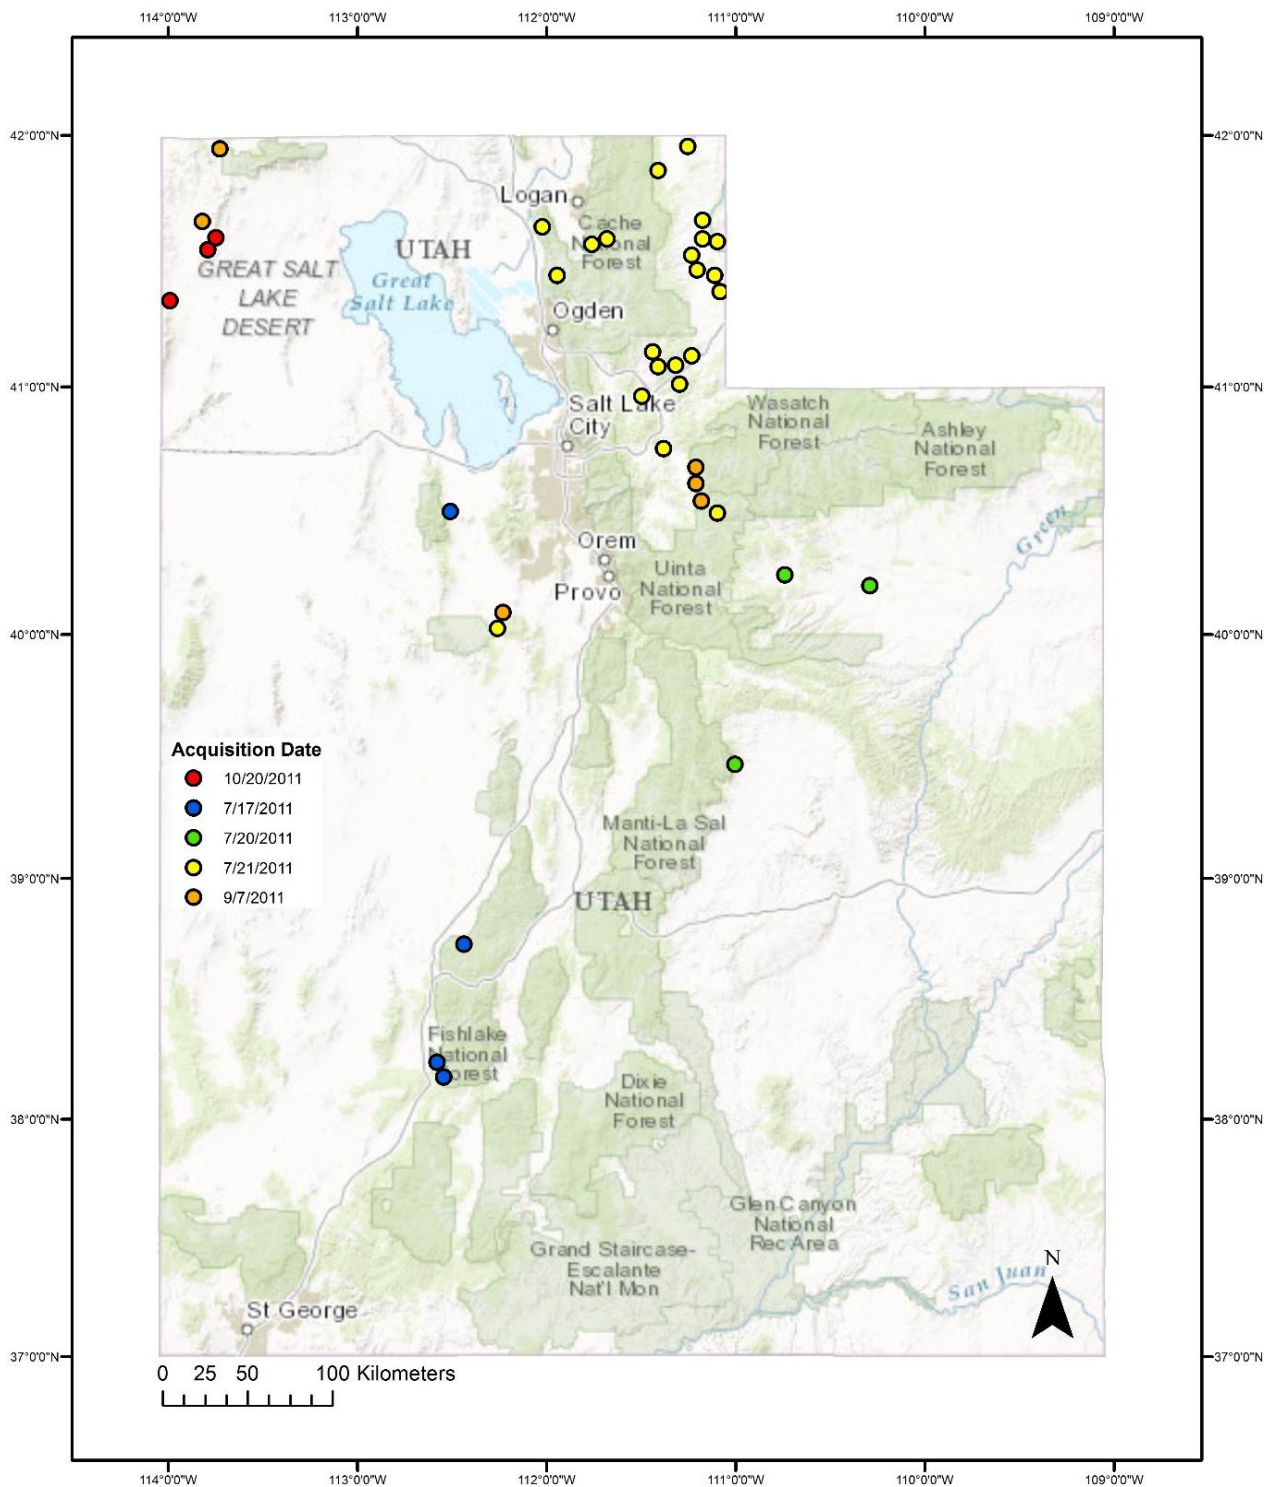 114°0'0"W 113°0'0"W 112°0'0"W 111°0'0"W 110°0'0"W 109°0'0"W
42°0'0"N 42°0'0"N
Logan
Cache
National
Forest
UTAH
GREAT SALT
LAKE
DESERT
Great
Salt Lake
Ogden
41°0'0"N 41°0'0"N
Salt Lake
City
Wasatch
National
Forest
Ashley
National
Forest
Green
Orem
Provo
Uinta
National
Forest
40°0'0"N 40°0'0"N
Acquisition Date
10/20/2011
7/17/2011
7/20/2011
7/21/2011
9/7/2011
Manti-La Sal
National
Forest
39°0'0"N 39°0'0"N
UTAH
Fishlake
National
Forest
Dixie
National
Forest
38°0'0"N 38°0'0"N
Glen Canyon
National
Rec Area
Grand Staircase-
Escalante
Nat'l Mon
San Juan
N
St George
37°0'0"N 37°0'0"N
0 25 50 100 Kilometers
114°0'0"W 113°0'0"W 112°0'0"W 111°0'0"W 110°0'0"W 109°0'0"W